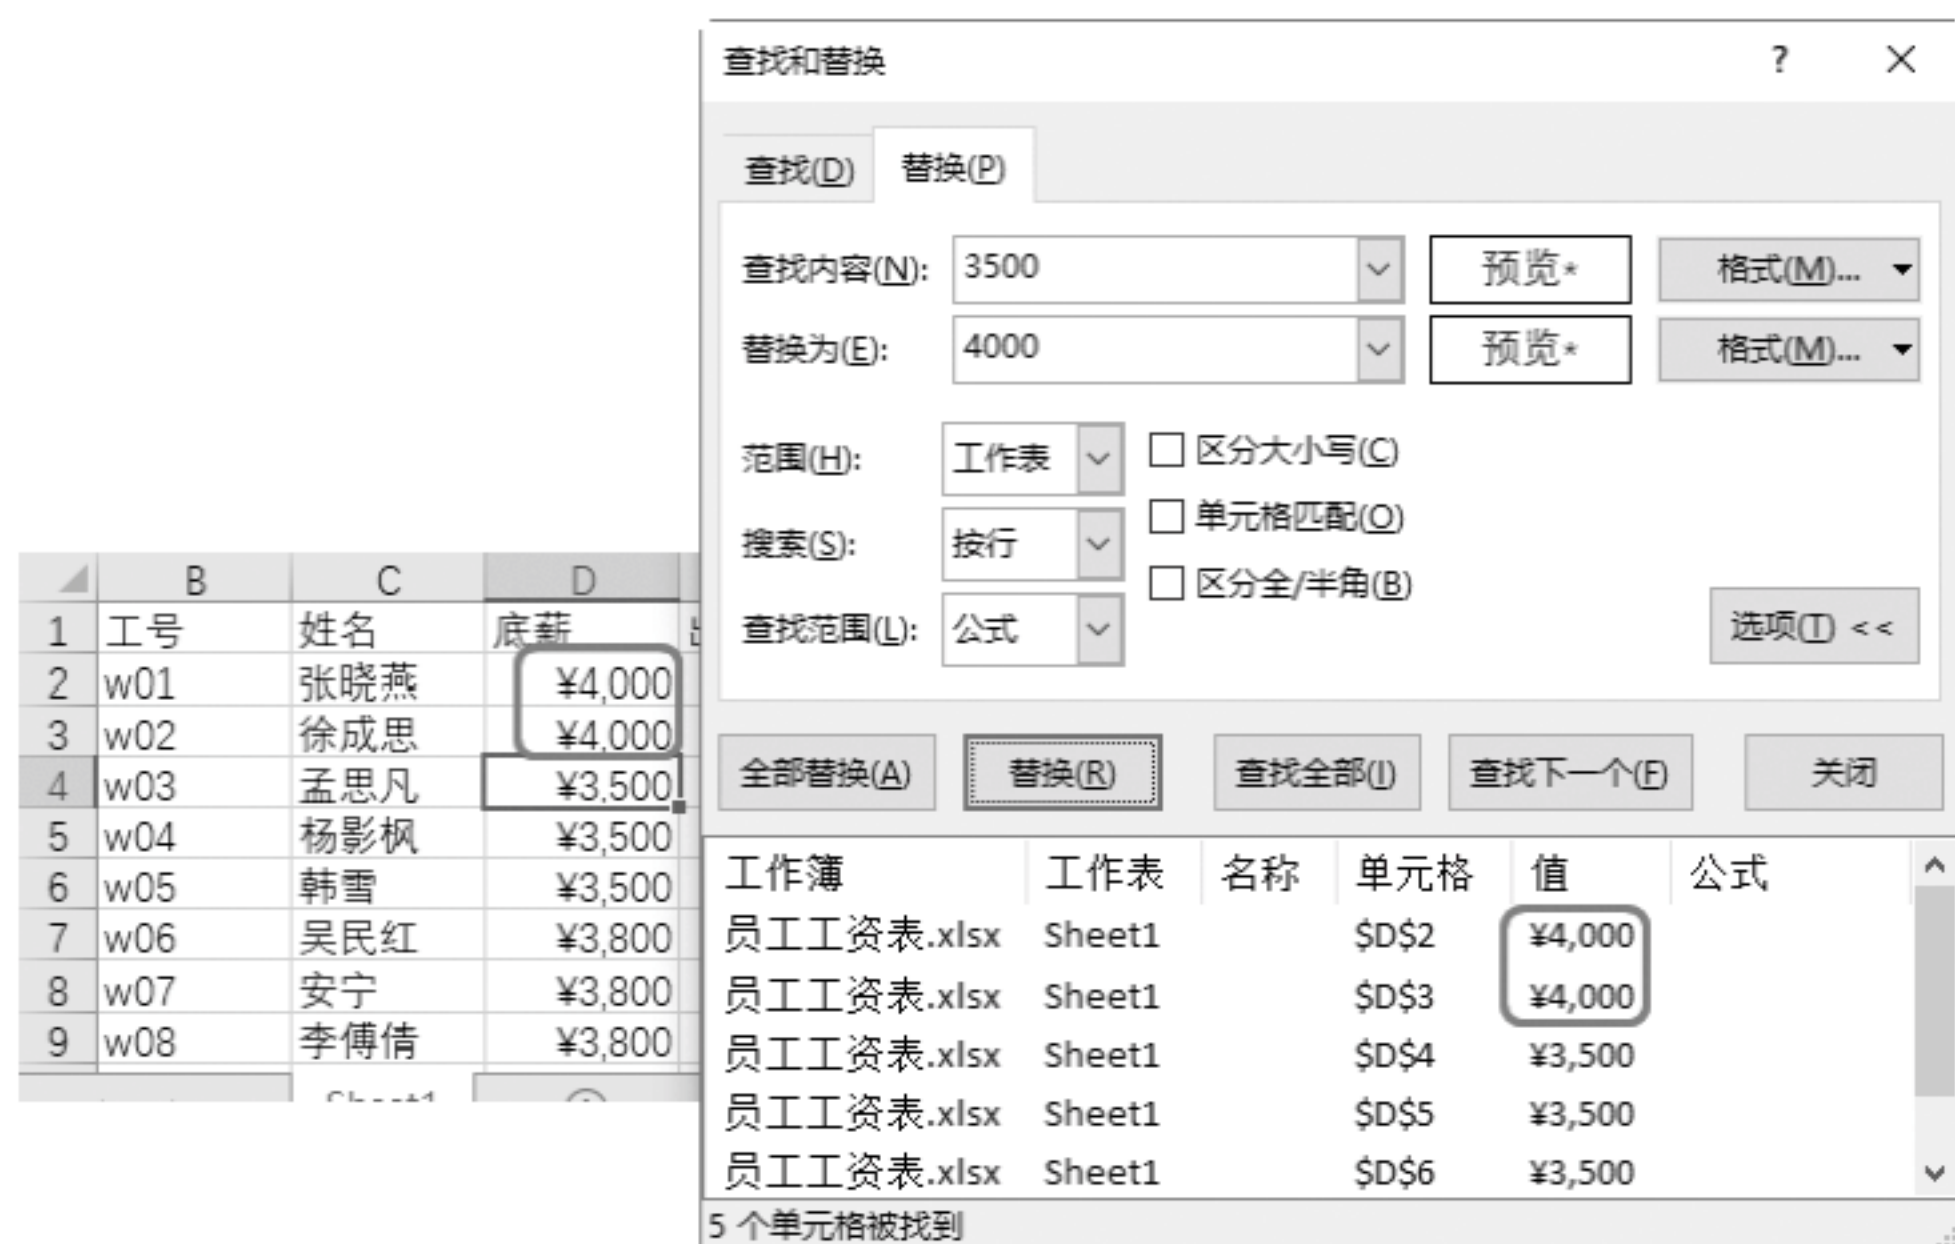 查找和替换 ? ×
查找(D) 替换(P)
查找内容(N): 3500 预览* 格式(M)...
替换为(E): 4000 预览* 格式(M)...
范围(H): 工作表 区分大小写(C)
搜索(S): 按行 单元格匹配(O)
查找范围(L): 公式 区分全/半角(B)
选项(T) <<
全部替换(A) 替换(R) 查找全部(I) 查找下一个(F) 关闭
工作簿 工作表 名称 单元格 值 公式
员工工资表.xlsx Sheet1 $D$2 ¥4,000
员工工资表.xlsx Sheet1 $D$3 ¥4,000
员工工资表.xlsx Sheet1 $D$4 ¥3,500
员工工资表.xlsx Sheet1 $D$5 ¥3,500
员工工资表.xlsx Sheet1 $D$6 ¥3,500
5 个单元格被找到
B C D
1 工号 姓名 底薪
2 w01 张晓燕 ¥4,000
3 w02 徐成思 ¥4,000
4 w03 孟思凡 ¥3,500
5 w04 杨影枫 ¥3,500
6 w05 韩雪 ¥3,500
7 w06 吴民红 ¥3,800
8 w07 安宁 ¥3,800
9 w08 李傅倩 ¥3,800
Sheet1